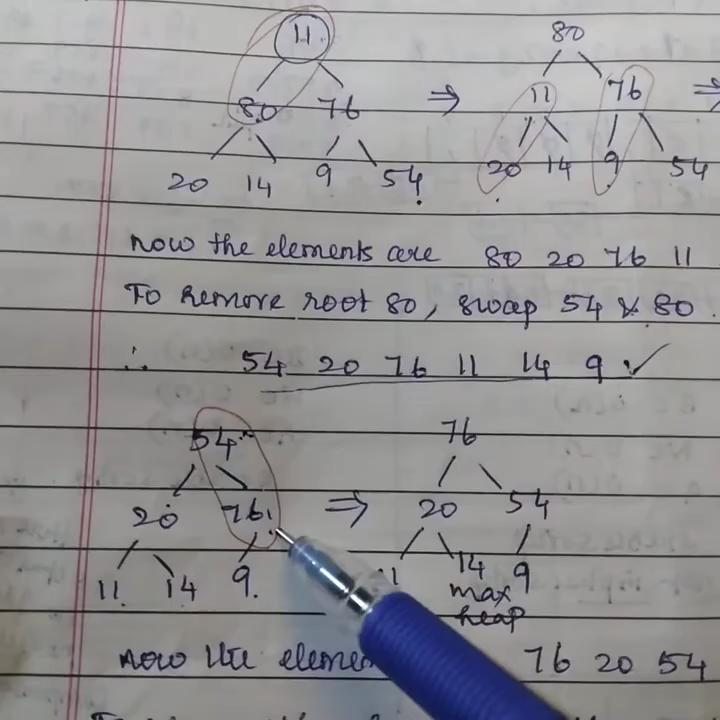 11 80
80 76 ⇒ 11 76 ⇒
20 14 9 54 20 14 9 54
now the elements are 80 20 76 11
To remove root 80, swap 54 & 80
∴ 54 20 76 11 14 9 ✓
54 76
20 76 ⇒ 20 54
11 14 9 14 9
max
heap
now the 76 20 54